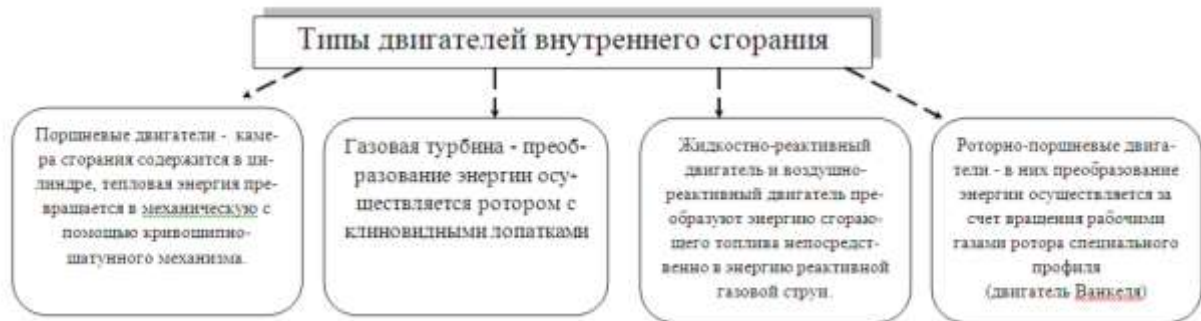 Типы двигателей внутреннего сгорания
Поршневые двигатели - каме-
ра сгорания содержится в ци-
линдре, тепловая энергия пре-
вращается в механическую с
помощью кривошипно-
шатунного механизма.
Газовая турбина - преоб-
разование энергии осу-
ществляется ротором с
клиновидными лопатками
Жидкостно-реактивный
двигатель и воздушно-
реактивный двигатель пре-
образуют энергию сгораю-
щего топлива непосредст-
венно в энергию реактивной
газовой струи.
Роторно-поршневые двига-
тели - в них преобразование
энергии осуществляется за
счет вращения рабочими
газами ротора специального
профиля
(двигатель Ванкеля)